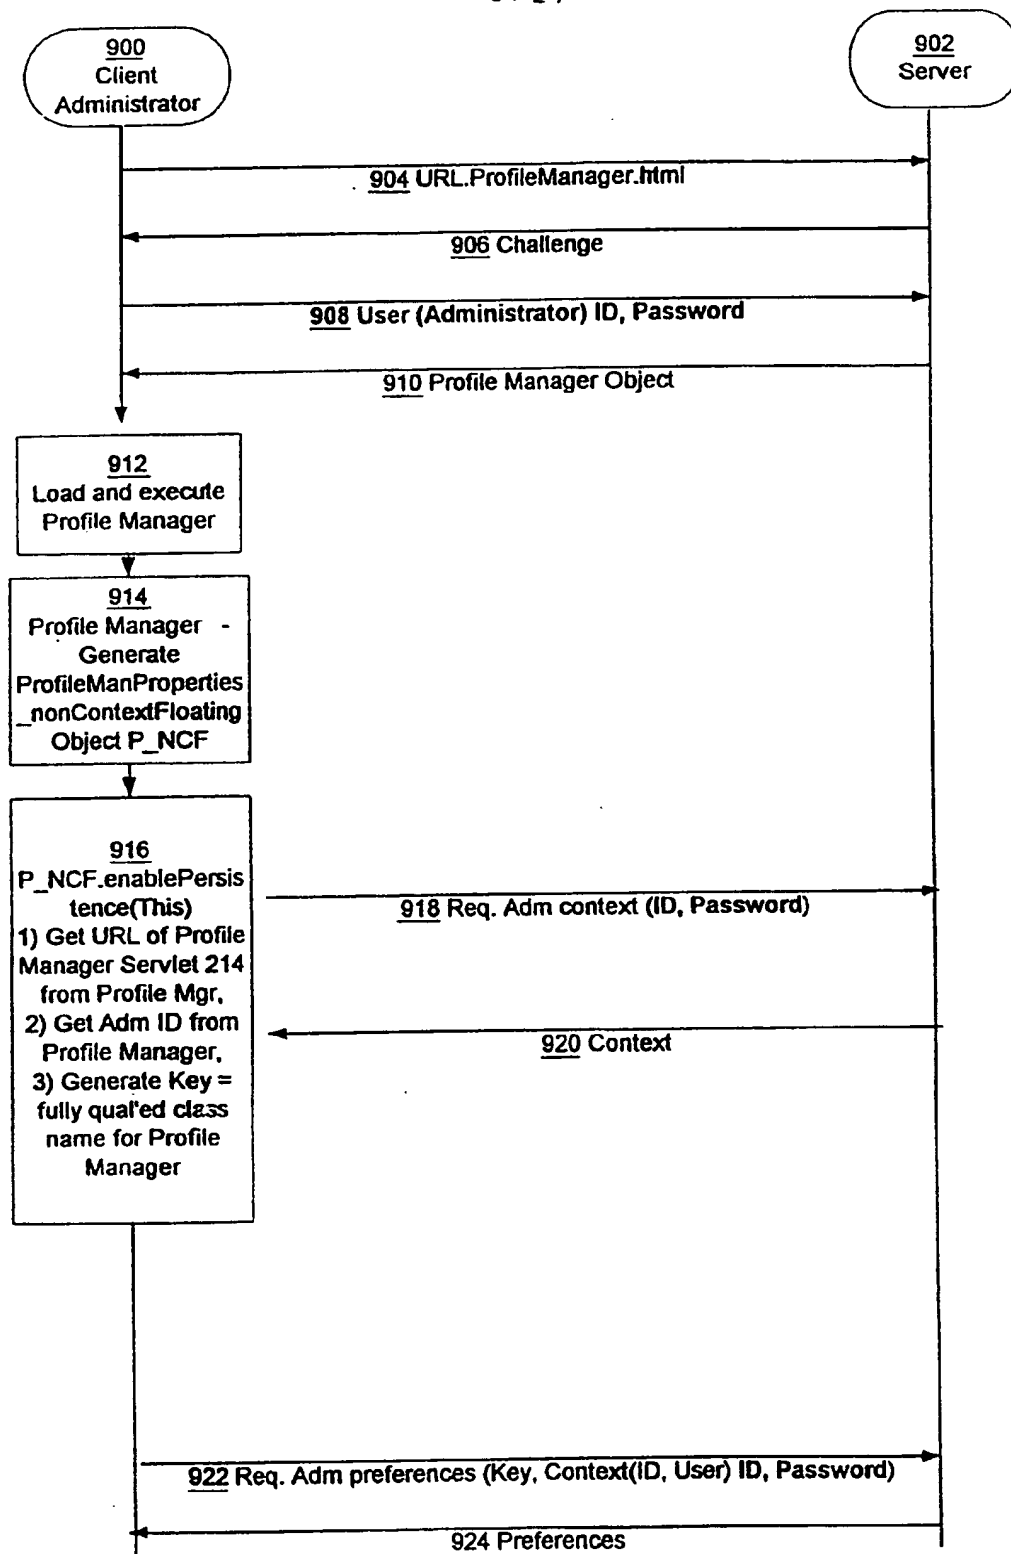 900
Client
Administrator
902
Server
904 URL.ProfileManager.html
906 Challenge
908 User (Administrator) ID, Password
910 Profile Manager Object
912
Load and execute
Profile Manager
914
Profile Manager -
Generate
ProfileManProperties
_nonContextFloating
Object P_NCF
916
P_NCF.enablePersis
tence(This)
1) Get URL of Profile
Manager Servlet 214
from Profile Mgr,
2) Get Adm ID from
Profile Manager,
3) Generate Key =
fully qual'ed class
name for Profile
Manager
918 Req. Adm context (ID, Password)
920 Context
922 Req. Adm preferences (Key, Context(ID, User) ID, Password)
924 Preferences